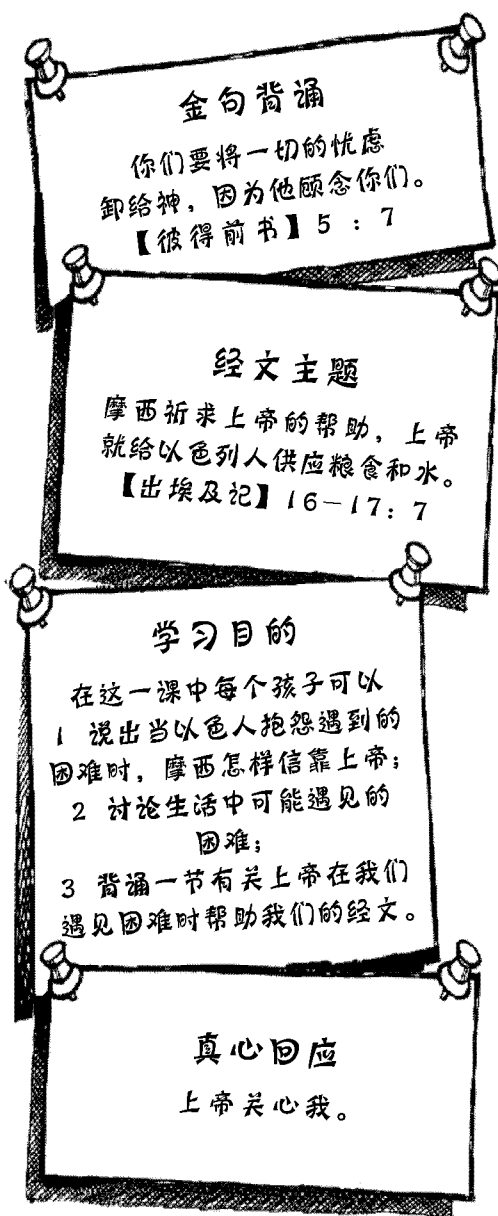 金句背诵
你们要将一切的忧虑
卸给神，因为他顾念你们。
【彼得前书】5：7
经文主题
摩西祈求上帝的帮助，上帝
就给以色列人供应粮食和水。
【出埃及记】16-17：7
学习目的
在这一课中每个孩子可以
1 说出当以色人抱怨遇到的
困难时，摩西怎样信靠上帝；
2 讨论生活中可能遇见的
困难；
3 背诵一节有关上帝在我们
遇见困难时帮助我们的经文。
真心回应
上帝关心我。